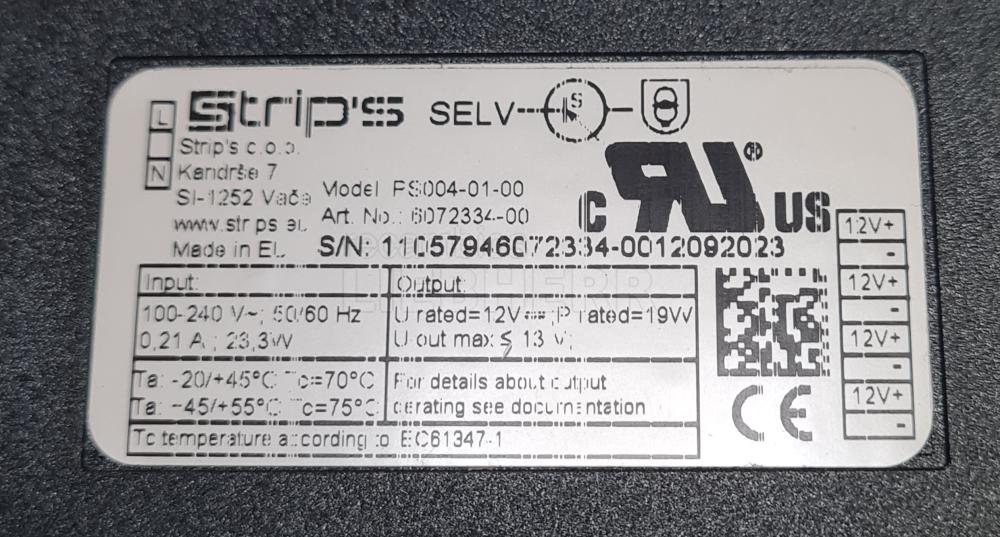 L
N
Strip's SELV
S
Strip's d.o.o.
Kandrše 7
SI-1252 Vače
www.strips.eu
Made in EU
Model PS004-01-00
Art. No.: 6072334-00
S/N: 11057946072334-0012092023
C RU US
LIEBHERR
Input:
100-240 V~; 50/60 Hz
0,21 A ; 23,3W
Output:
U rated=12V⎓; P rated=19W
U out max: ≤ 13 V;
Ta: -20/+45°C Tc=70°C
Ta: -45/+55°C Tc=75°C
For details about output
derating see documentation
Tc temperature according to IEC61347-1
CE
12V+
-
12V+
-
12V+
-
12V+
-